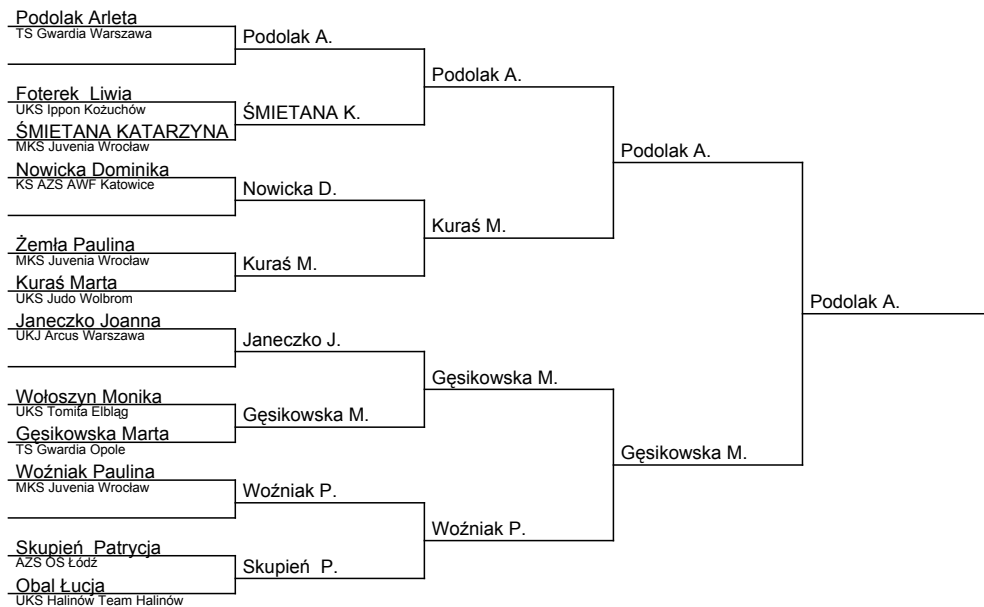 Podolak Arleta
TS Gwardia Warszawa
Podolak A.
Podolak A.
Foterek  Liwia
UKS Ippon Kożuchów
ŚMIETANA K.
ŚMIETANA KATARZYNA
MKS Juvenia Wrocław
Podolak A.
Nowicka Dominika
KS AZS AWF Katowice
Nowicka D.
Kuraś M.
Żemła Paulina
MKS Juvenia Wrocław
Kuraś M.
Kuraś Marta
UKS Judo Wolbrom
Podolak A.
Janeczko Joanna
UKJ Arcus Warszawa
Janeczko J.
Gęsikowska M.
Wołoszyn Monika
UKS Tomita Elbląg
Gęsikowska M.
Gęsikowska Marta
TS Gwardia Opole
Gęsikowska M.
Woźniak Paulina
MKS Juvenia Wrocław
Woźniak P.
Woźniak P.
Skupień  Patrycja
AZS OŚ Łódź
Skupień  P.
Obal Łucja
UKS Halinów Team Halinów